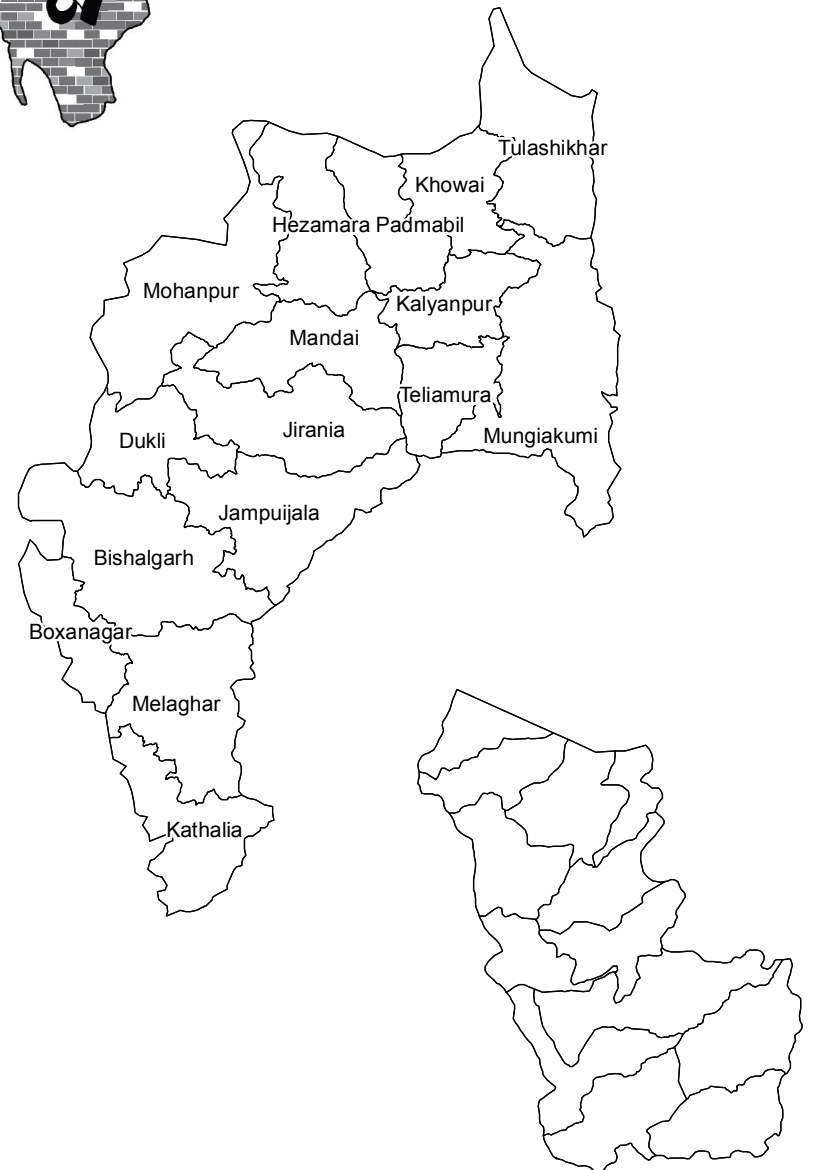 Tulashikhar
Khowai
Hezamara Padmabil
Mohanpur
Kalyanpur
Mandai
Teliamura
Jirania
Mungiakumi
Dukli
Jampuijala
Bishalgarh
Boxanagar
Melaghar
Kathalia